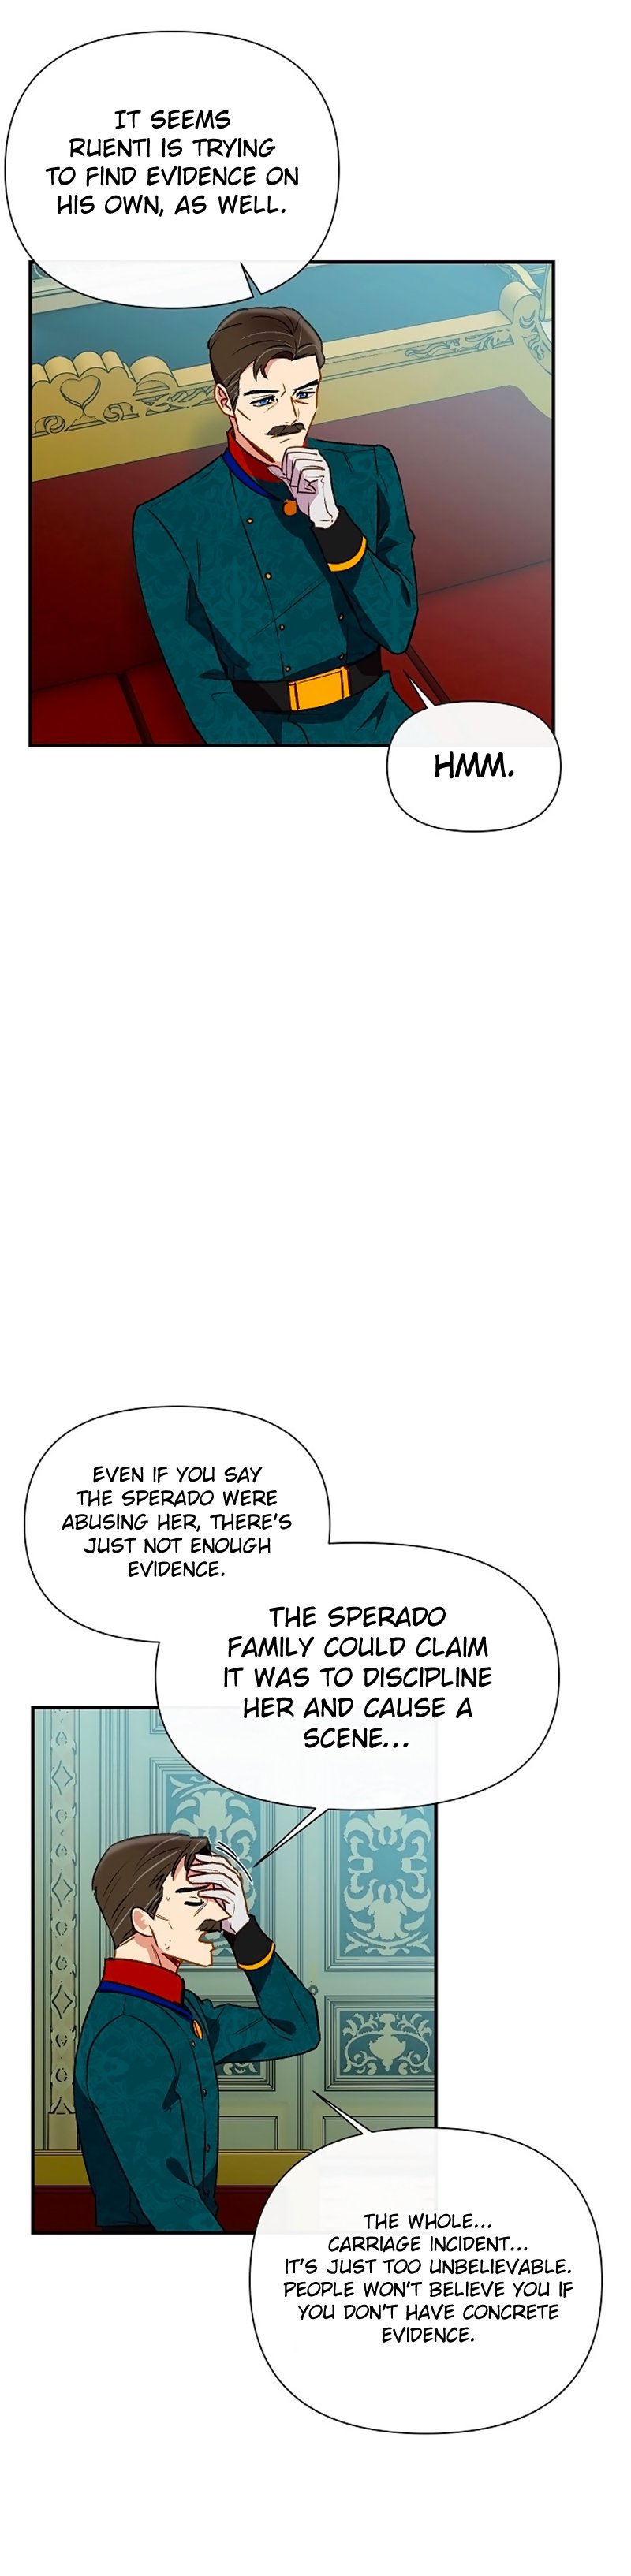 IT SEEMS
RUENTI IS TRYING
TO FIND EVIDENCE ON
HIS OWN, AS WELL.
HMM.
EVEN IF YOU SAY
THE SPERADO WERE
ABUSING HER, THERE'S
JUST NOT ENOUGH
EVIDENCE.
THE SPERADO
FAMILY COULD CLAIM
IT WAS TO DISCIPLINE
HER AND CAUSE A
SCENE...
THE WHOLE...
CARRIAGE INCIDENT...
IT'S JUST TOO UNBELIEVABLE.
PEOPLE WON'T BELIEVE YOU IF
YOU DON'T HAVE CONCRETE
EVIDENCE.